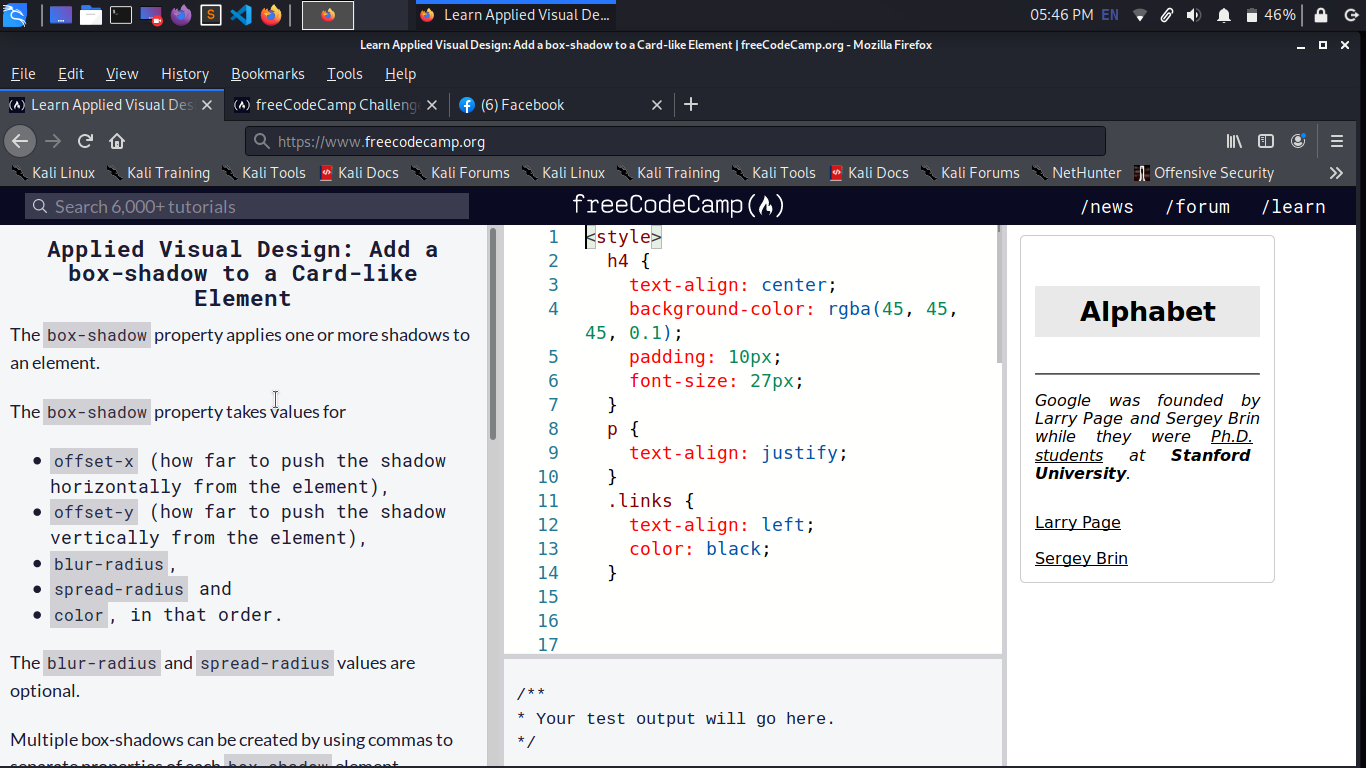 Learn Applied Visual De...
05:46 PM EN 46%
Learn Applied Visual Design: Add a box-shadow to a Card-like Element | freeCodeCamp.org - Mozilla Firefox
File Edit View History Bookmarks Tools Help
Learn Applied Visual Des
freeCodeCamp Challeng
(6) Facebook
https://www.freecodecamp.org
Kali Linux Kali Training Kali Tools Kali Docs Kali Forums Kali Linux Kali Training Kali Tools Kali Docs Kali Forums NetHunter Offensive Security
Search 6,000+ tutorials
freeCodeCamp
/news /forum /learn
Applied Visual Design: Add a
box-shadow to a Card-like
Element
The box-shadow property applies one or more shadows to
an element.
The box-shadow property takes values for
offset-x (how far to push the shadow
horizontally from the element),
offset-y (how far to push the shadow
vertically from the element),
blur-radius,
spread-radius and
color, in that order.
The blur-radius and spread-radius values are
optional.
Multiple box-shadows can be created by using commas to
separate properties of each box-shadow element
1 <style>
2 h4 {
3 text-align: center;
4 background-color: rgba(45, 45,
45, 0.1);
5 padding: 10px;
6 font-size: 27px;
7 }
8 p {
9 text-align: justify;
10 }
11 .links {
12 text-align: left;
13 color: black;
14 }
15
16
17
/**
* Your test output will go here.
*/
Alphabet
Google was founded by
Larry Page and Sergey Brin
while they were Ph.D.
students at Stanford
University.
Larry Page
Sergey Brin